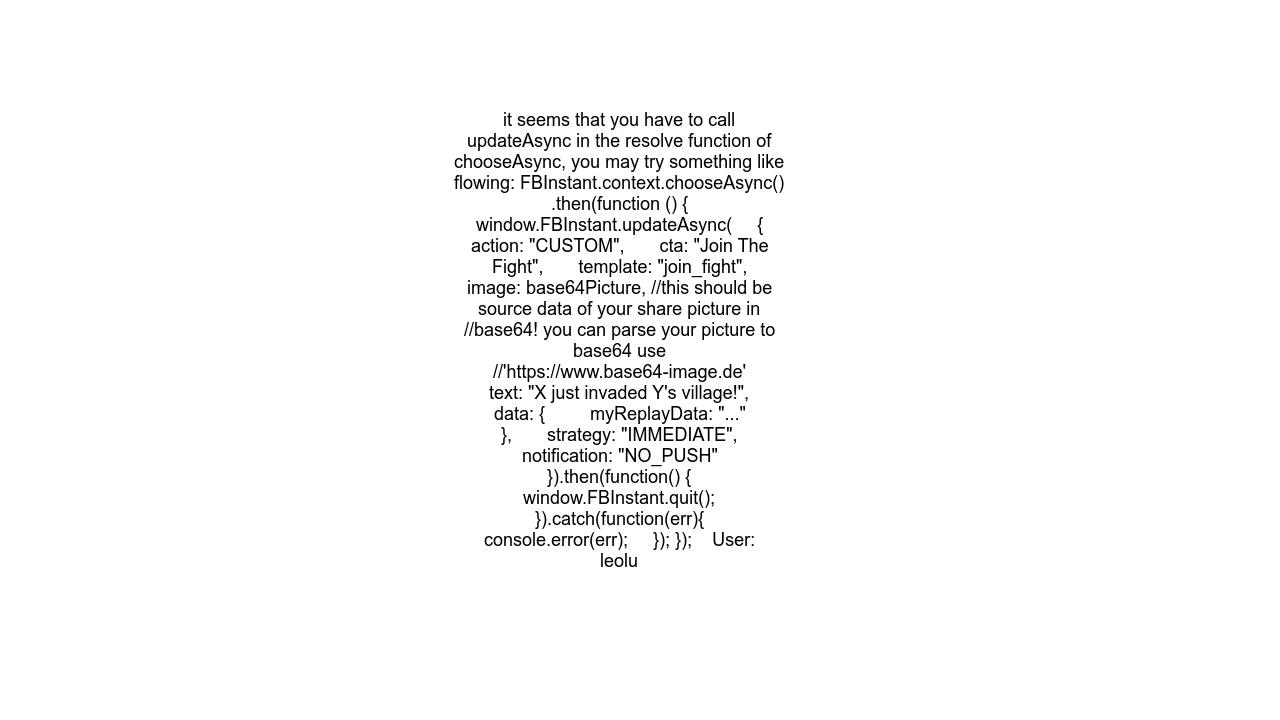 it seems that you have to call
updateAsync in the resolve function of
chooseAsync, you may try something like
flowing: FBInstant.context.chooseAsync()
.then(function () {
window.FBInstant.updateAsync( {
action: "CUSTOM", cta: "Join The
Fight", template: "join_fight",
image: base64Picture, //this should be
source data of your share picture in
//base64! you can parse your picture to
base64 use
//'https://www.base64-image.de'
text: "X just invaded Y's village!",
data: { myReplayData: "..."
}, strategy: "IMMEDIATE",
notification: "NO_PUSH"
}).then(function() {
window.FBInstant.quit();
}).catch(function(err){
console.error(err); }); }); User:
leolu